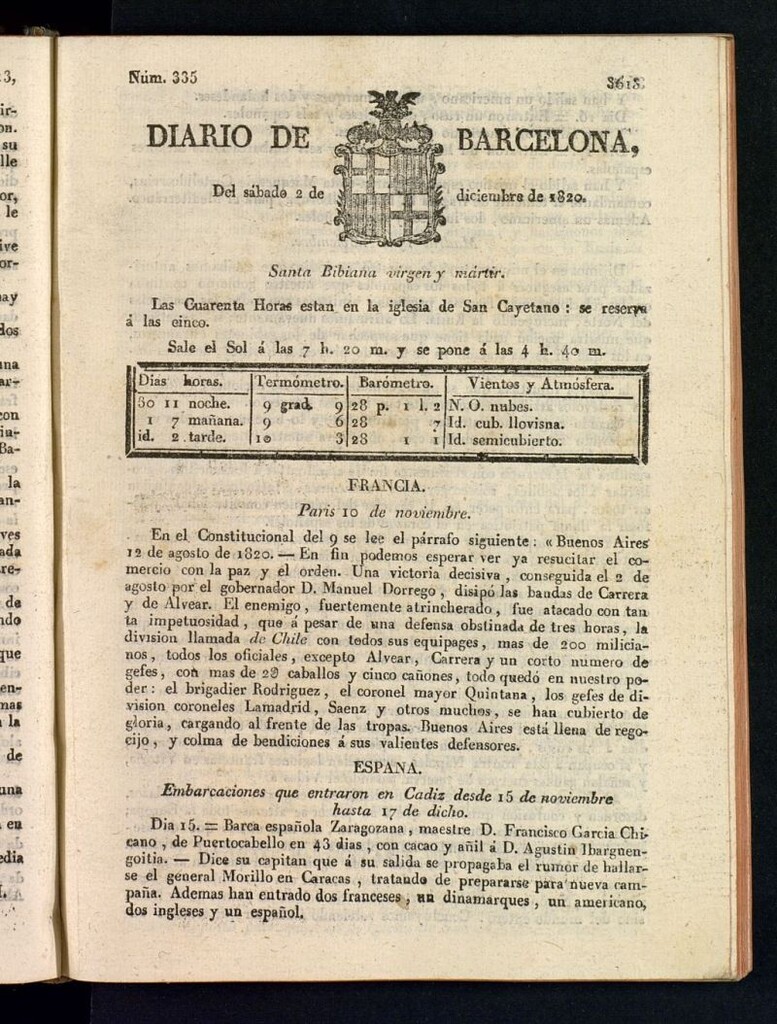 Núm. 335
3613
DIARIO DE BARCELONA,
Del sábado 2 de diciembre de 1820.
Santa Bibiana virgen y mártir.
Las Cuarenta Horas estan en la iglesia de San Cayetano : se reserva
á las cinco.
Sale el Sol á las 7 h. 20 m. y se pone á las 4 h. 40 m.
Dias horas. Termómetro. Barómetro. Vientos y Atmósfera.
30 11 noche. 9 grad. 9 28 p. 1 l. 2 N. O. nubes.
1 7 mañana. 9 6 28 7 Id. cub. llovisna.
id. 2 tarde. 10 3 28 1 1 Id. semicubierto.
FRANCIA.
Paris 10 de noviembre.
En el Constitucional del 9 se lee el párrafo siguiente : « Buenos Aires
12 de agosto de 1820. — En fin podemos esperar ver ya resucitar el co-
mercio con la paz y el orden. Una victoria decisiva , conseguida el 2 de
agosto por el gobernador D. Manuel Dorrego , disipó las bandas de Carrera
y de Alvear. El enemigo , fuertemente atrincherado , fue atacado con tan
ta impetuosidad , que á pesar de una defensa obstinada de tres horas, la
division llamada de Chile con todos sus equipages, mas de 200 milicia-
nos , todos los oficiales , excepto Alvear, Carrera y un corto numero de
gefes, con mas de 20 caballos y cinco cañones, todo quedó en nuestro po-
der : el brigadier Rodriguez , el coronel mayor Quintana , los gefes de di-
vision coroneles Lamadrid, Saenz y otros muchos, se han cubierto de
gloria, cargando al frente de las tropas. Buenos Aires está llena de rego-
cijo , y colma de bendiciones á sus valientes defensores.
ESPANA.
Embarcaciones que entraron en Cadiz desde 15 de noviembre
hasta 17 de dicho.
Dia 15. = Barca española Zaragozana , maestre D. Francisco Garcia Chi-
cano , de Puertocabello en 43 dias , con cacao y añil á D. Agustin Ibarguen-
goitia. — Dice su capitan que á su salida se propagaba el rumor de hallar-
se el general Morillo en Caracas , tratando de prepararse para nueva cam-
paña. Ademas han entrado dos franceses , un dinamarques , un americano,
dos ingleses y un español.